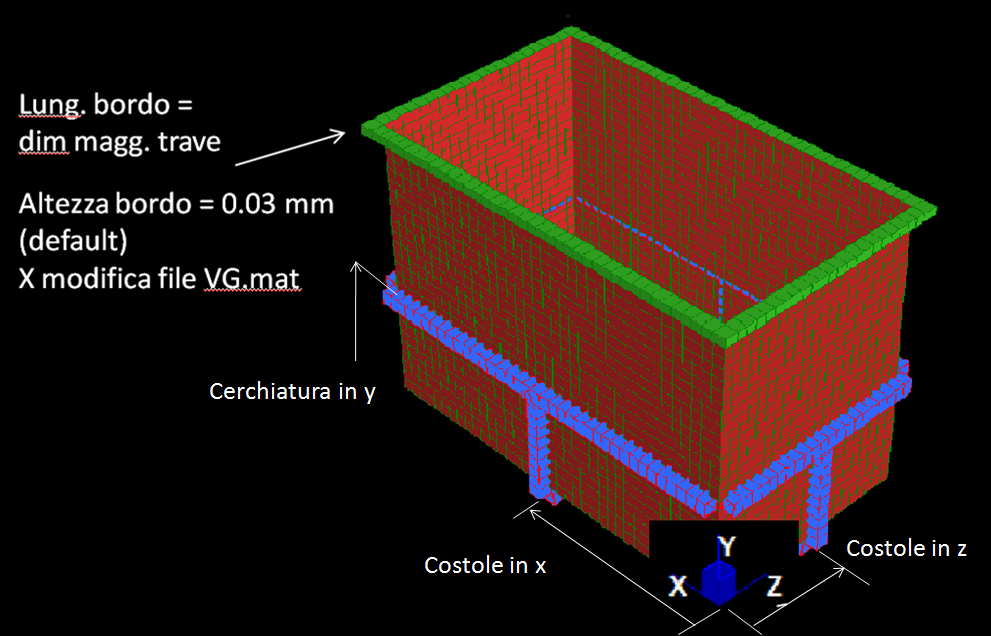 Lung. bordo =
dim magg. trave
Altezza bordo = 0.03 mm
(default)
X modifica file VG.mat
Cerchiatura in y
Costole in x
Costole in z
Y
X
Z